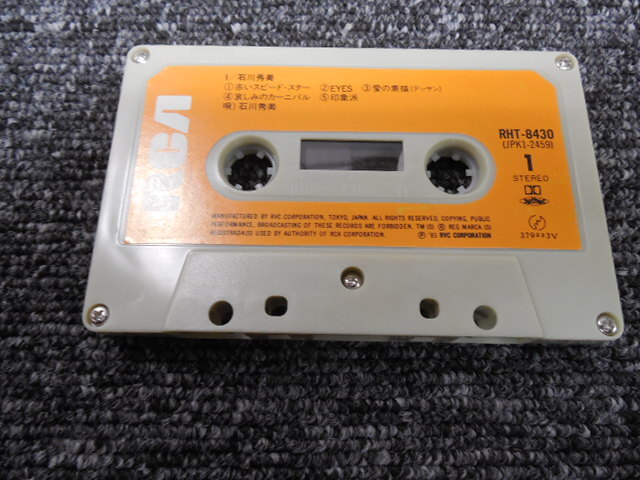 RCA
1. 石川秀美
①赤いスピード・スター ②EYES ③愛の素描(デッサン)
④哀しみのカーニバル ⑤印象派
唄) 石川秀美
RHT-8430
(JPK1-2459)
1
STEREO
MANUFACTURED BY RVC CORPORATION, TOKYO, JAPAN. ALL RIGHTS RESERVED, COPYING, PUBLIC
PERFORMANCE, BROADCASTING OF THESE RECORDS ARE FORBIDDEN. TM(S) Ⓡ REG. MARCA (S)
REGISTRADA(S) USED BY AUTHORITY OF RCA CORPORATION. Ⓟ '85 RVC CORPORATION